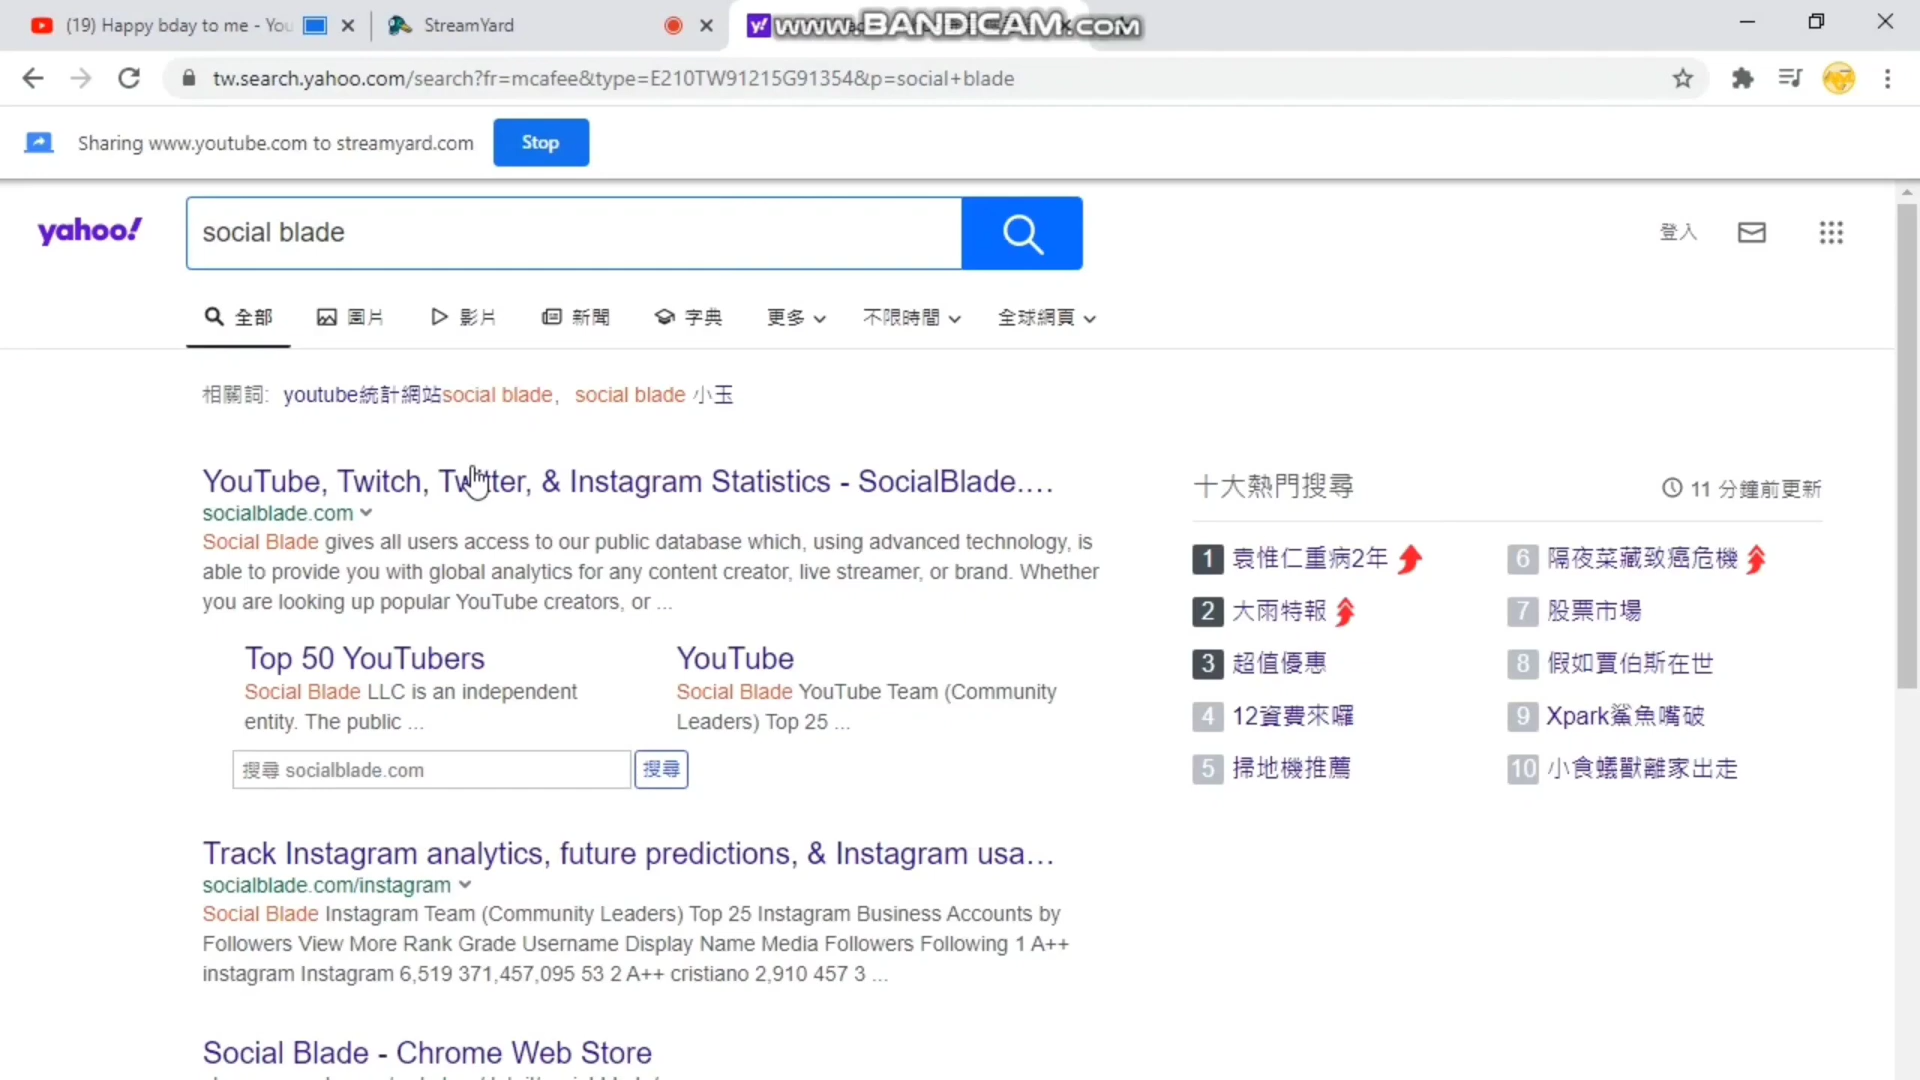 (19) Happy bday to me - You
StreamYard
www.BANDICAM.com
tw.search.yahoo.com/search?fr=mcafee&type=E210TW91215G91354&p=social+blade
Sharing www.youtube.com to streamyard.com
Stop
yahoo!
social blade
登入
全部 圖片 影片 新聞 字典 更多 不限時間 全球網頁
相關詞: youtube統計網站social blade, social blade 小玉
YouTube, Twitch, Twitter, & Instagram Statistics - SocialBlade....
socialblade.com
Social Blade gives all users access to our public database which, using advanced technology, is
able to provide you with global analytics for any content creator, live streamer, or brand. Whether
you are looking up popular YouTube creators, or ...
Top 50 YouTubers
Social Blade LLC is an independent
entity. The public ...
YouTube
Social Blade YouTube Team (Community
Leaders) Top 25 ...
搜尋 socialblade.com
搜尋
Track Instagram analytics, future predictions, & Instagram usa...
socialblade.com/instagram
Social Blade Instagram Team (Community Leaders) Top 25 Instagram Business Accounts by
Followers View More Rank Grade Username Display Name Media Followers Following 1 A++
instagram Instagram 6,519 371,457,095 53 2 A++ cristiano 2,910 457 3 ...
Social Blade - Chrome Web Store
十大熱門搜尋
11 分鐘前更新
1 袁惟仁重病2年
2 大雨特報
3 超值優惠
4 12資費來囉
5 掃地機推薦
6 隔夜菜藏致癌危機
7 股票市場
8 假如賈伯斯在世
9 Xpark鯊魚嘴破
10 小食蟻獸離家出走